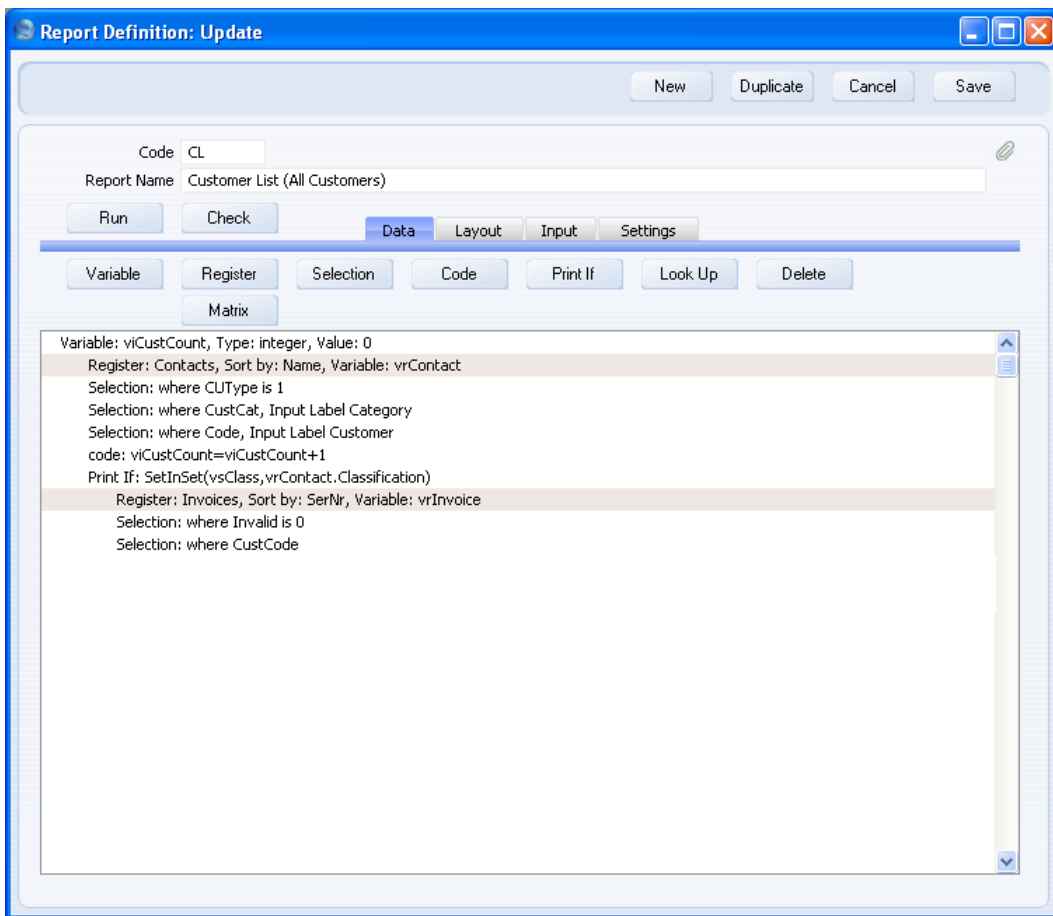 Report Definition: Update
New Duplicate Cancel Save
Code CL
Report Name Customer List (All Customers)
Run Check
Data Layout Input Settings
Variable Register Selection Code Print If Look Up Delete
Matrix
Variable: viCustCount, Type: integer, Value: 0
Register: Contacts, Sort by: Name, Variable: vrContact
Selection: where CUType is 1
Selection: where CustCat, Input Label Category
Selection: where Code, Input Label Customer
code: viCustCount=viCustCount+1
Print If: SetInSet(vsClass,vrContact.Classification)
Register: Invoices, Sort by: SerNr, Variable: vrInvoice
Selection: where Invalid is 0
Selection: where CustCode